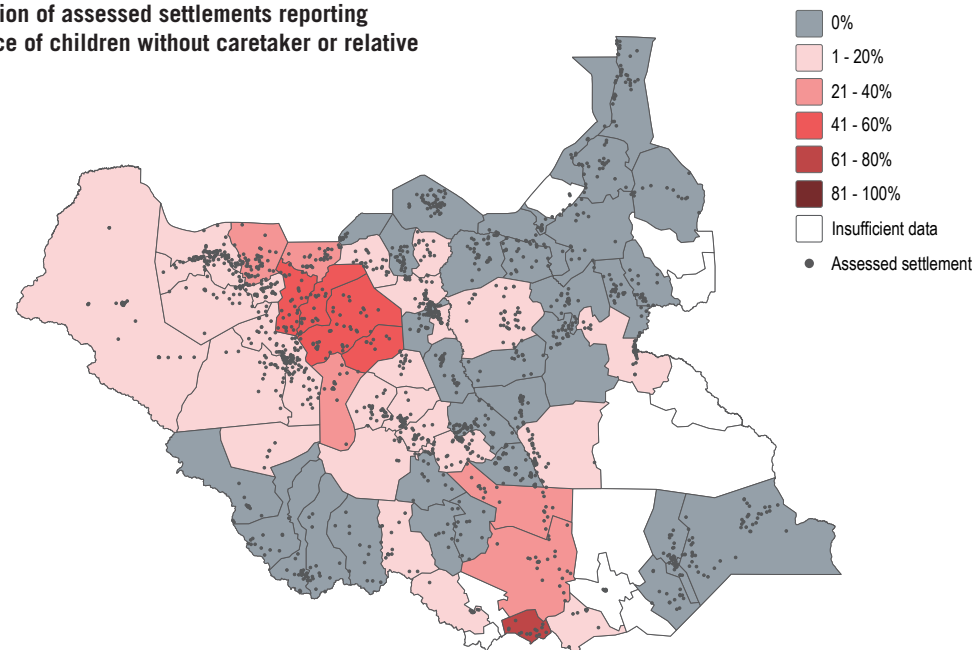 ion of assessed settlements reporting
ce of children without caretaker or relative
0%
1 - 20%
21 - 40%
41 - 60%
61 - 80%
81 - 100%
Insufficient data
Assessed settlement